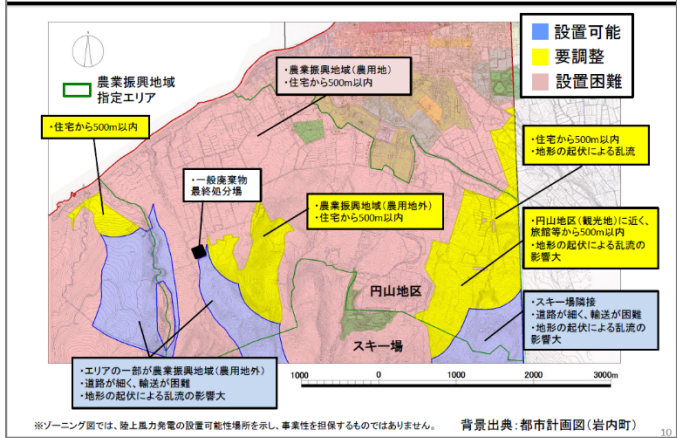 設置可能
要調整
設置困難
農業振興地域
指定エリア
・農業振興地域(農用地)
・住宅から500m以内
・住宅から500m以内
・住宅から500m以内
・地形の起伏による乱流
・一般廃棄物
最終処分場
・農業振興地域(農用地外)
・住宅から500m以内
・円山地区(観光地)に近く、
旅館等から500m以内
・地形の起伏による乱流の
影響大
円山地区
・スキー場隣接
・道路が細く、輸送が困難
・地形の起伏による乱流の
影響大
スキー場
・エリアの一部が農業振興地域(農用地外)
・道路が細く、輸送が困難
・地形の起伏による乱流の影響大
1000 0 1000 2000 3000m
※ゾーニング図では、陸上風力発電の設置可能性場所を示し、事業性を担保するものではありません。
背景出典:都市計画図(岩内町)
10